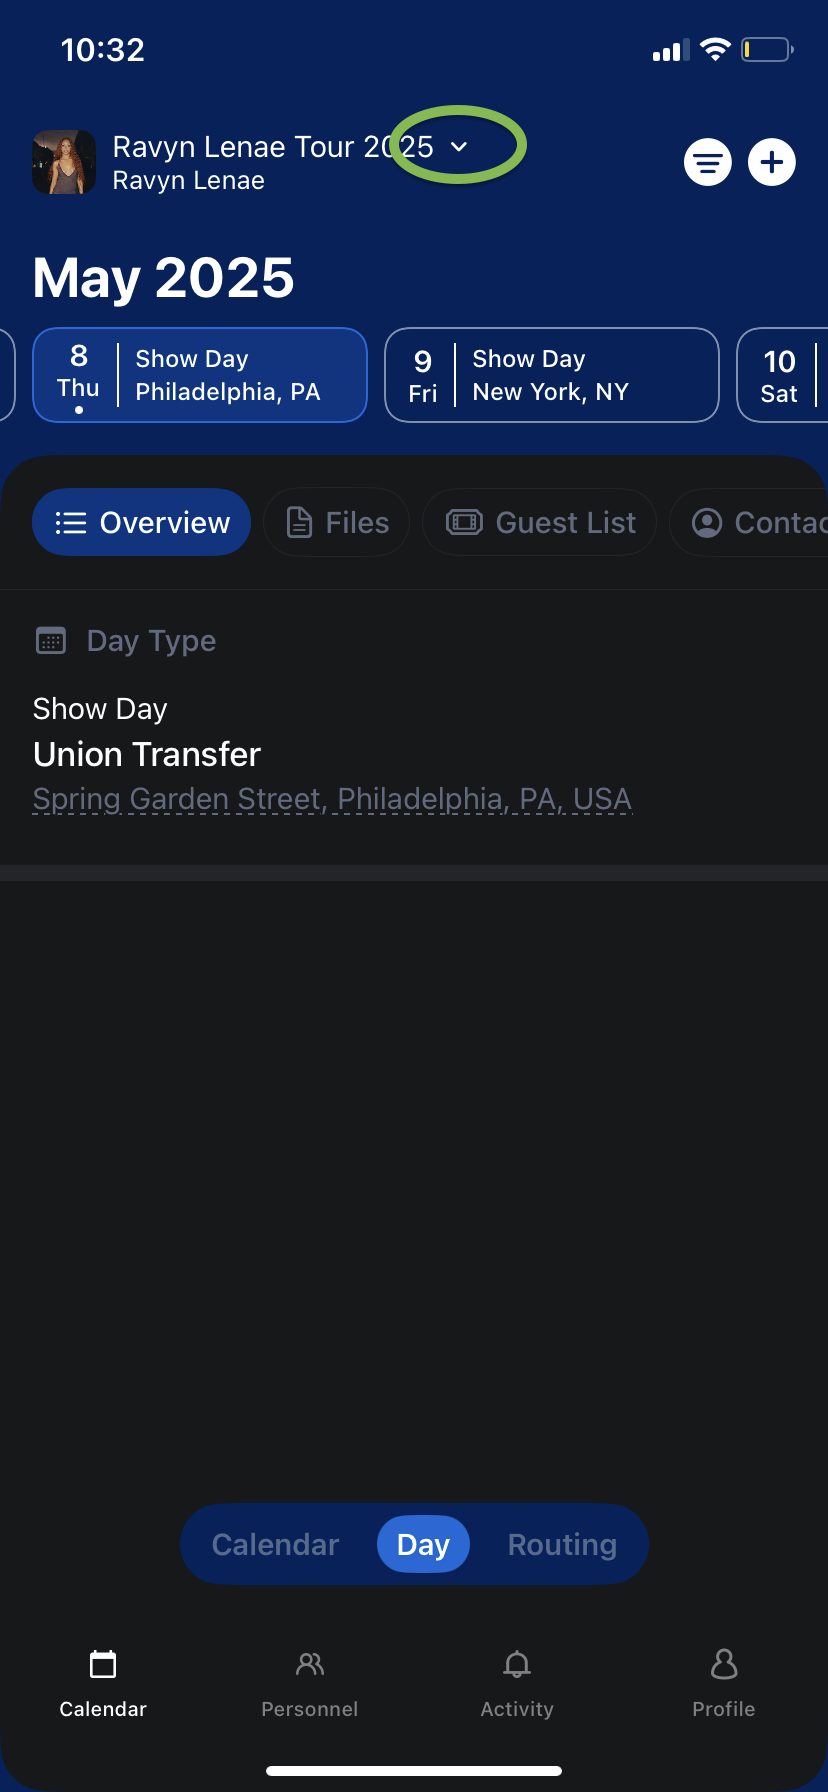 10:32
Ravyn Lenae Tour 2025
Ravyn Lenae
May 2025
8 Thu
Show Day
Philadelphia, PA
9 Fri
Show Day
New York, NY
10 Sat
Overview
Files
Guest List
Contac
Day Type
Show Day
Union Transfer
Spring Garden Street, Philadelphia, PA, USA
Calendar
Day
Routing
Calendar
Personnel
Activity
Profile